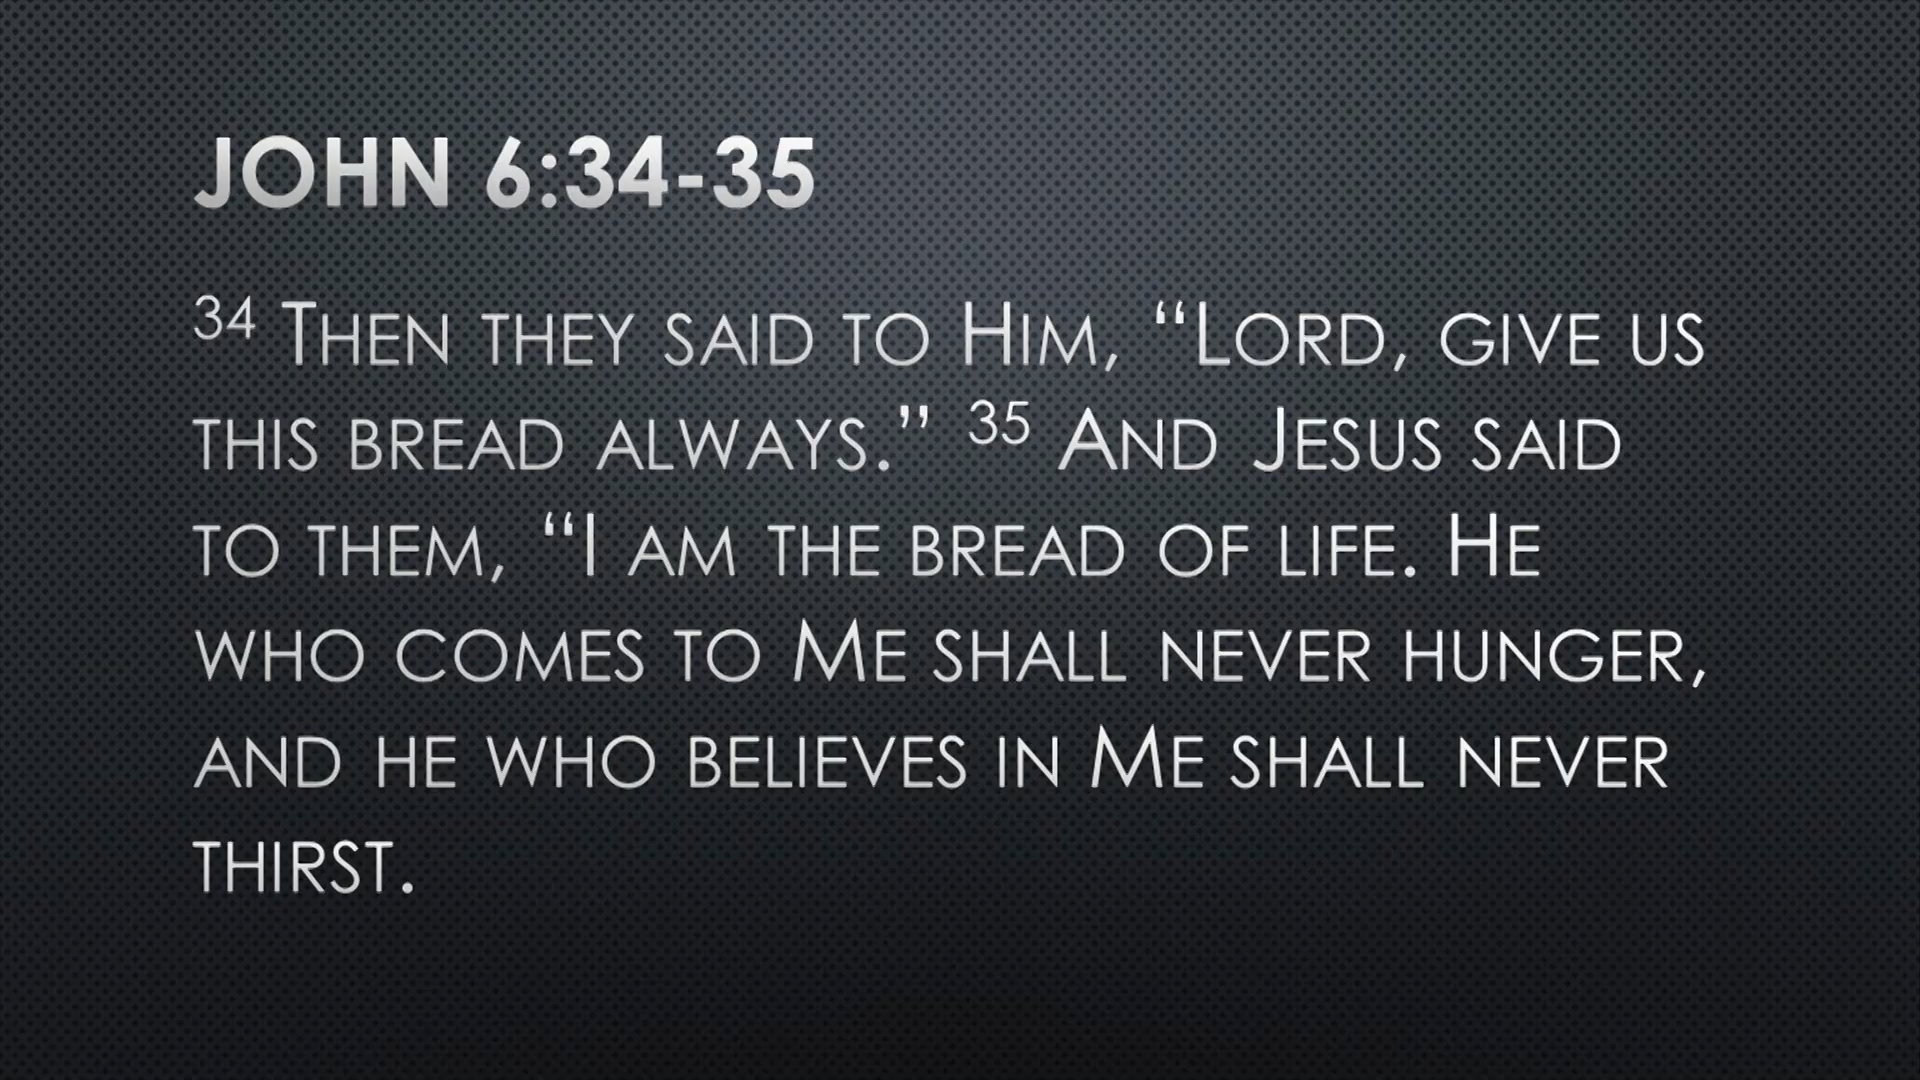 JOHN 6:34-35
34 Then they said to Him, “Lord, give us
this bread always.” 35 And Jesus said
to them, “I am the bread of life. He
who comes to Me shall never hunger,
and he who believes in Me shall never
thirst.